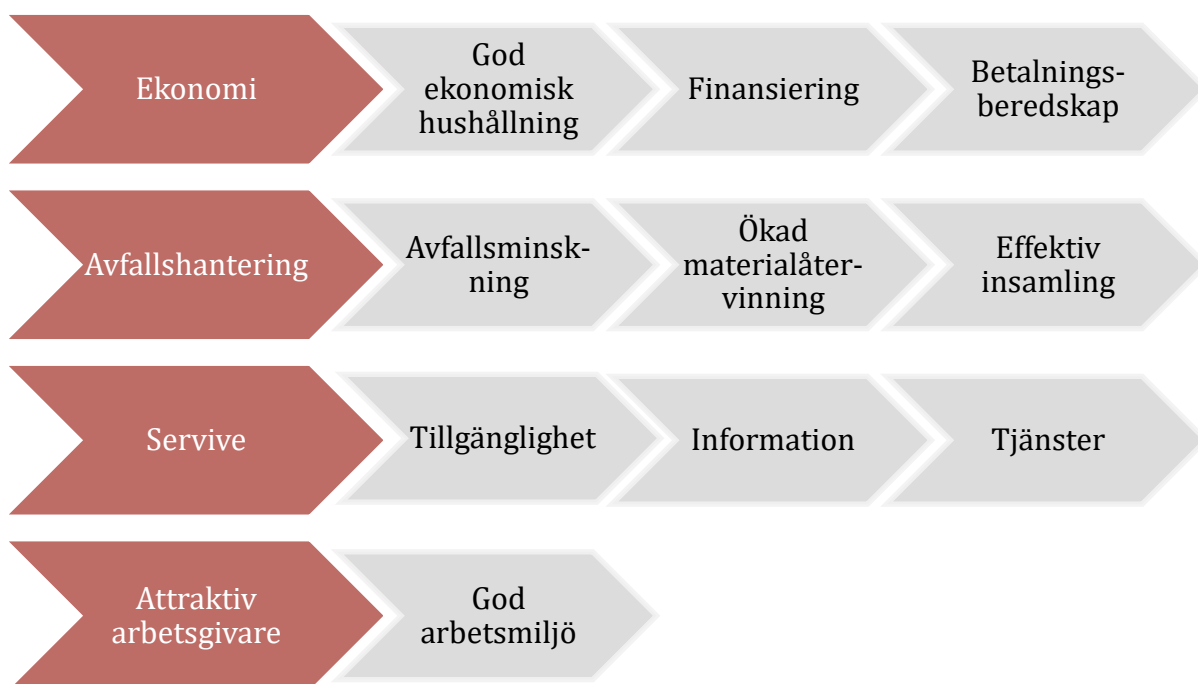 Ekonomi
God
ekonomisk
hushållning
Finansiering
Betalnings-
beredskap
Avfallshantering
Avfallsminsk-
ning
Ökad
materialåter-
vinning
Effektiv
insamling
Servive
Tillgänglighet
Information
Tjänster
Attraktiv
arbetsgivare
God
arbetsmiljö